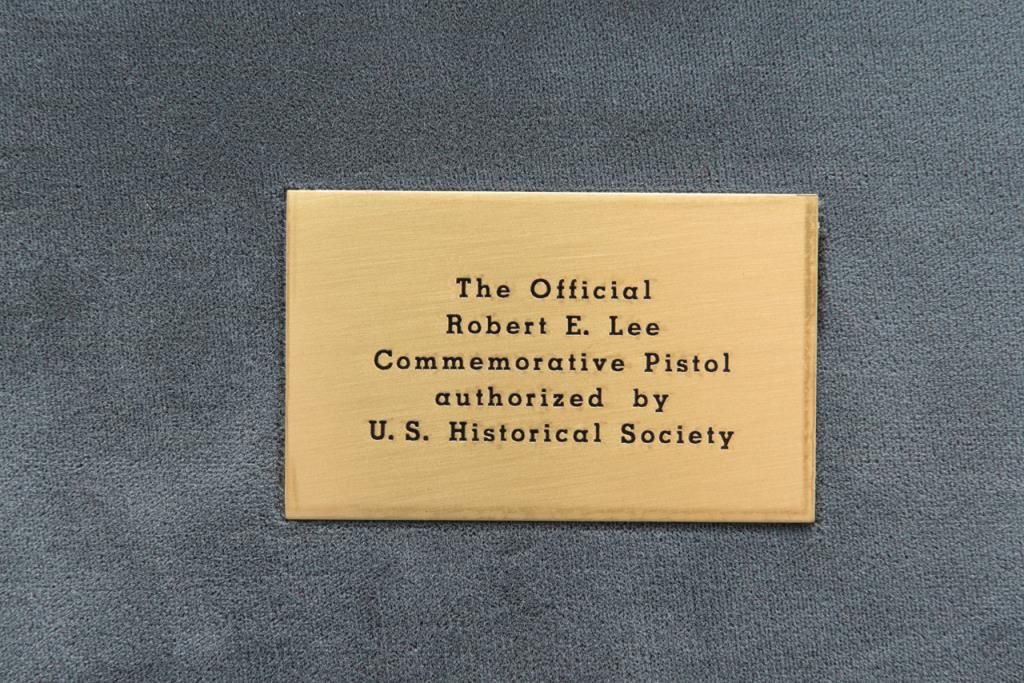 The Official
Robert E. Lee
Commemorative Pistol
authorized by
U.S. Historical Society